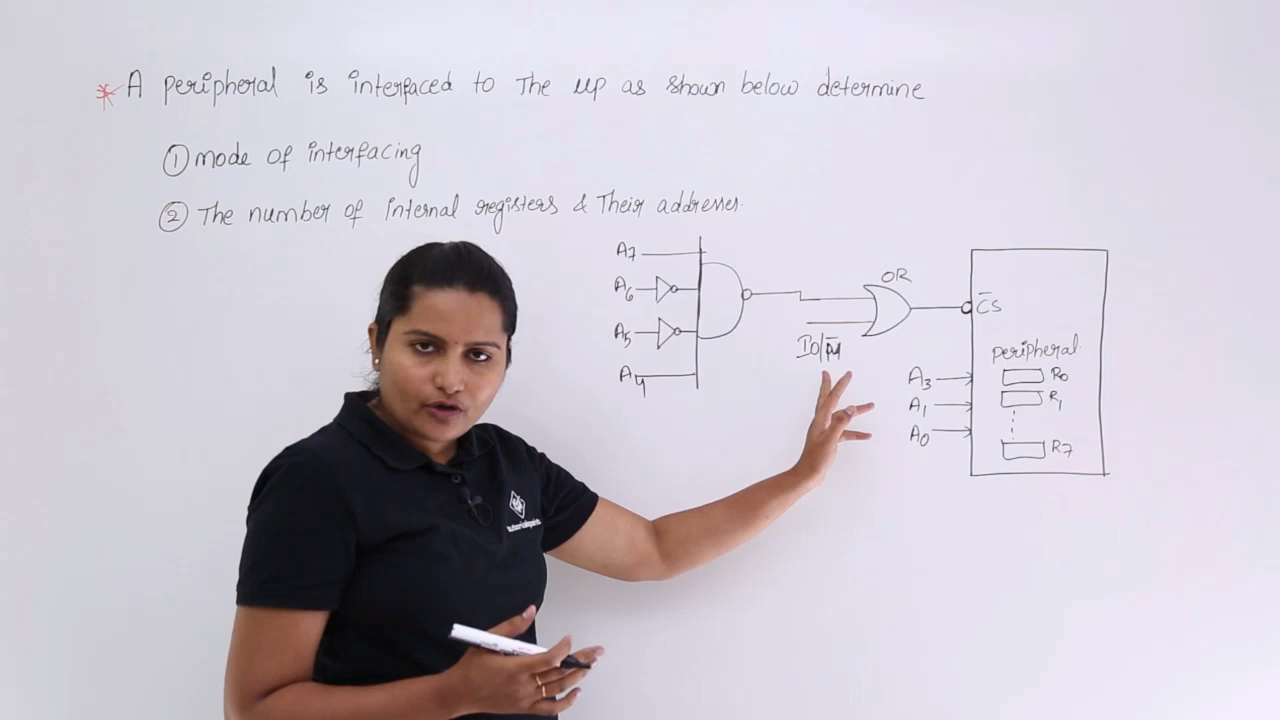 * A peripheral is interfaced to The up as shown below determine
① mode of interfacing
② The number of internal registers & Their addresses.
A7
A6
A5
A4
IO/M̅
OR
C̅S̅
Peripheral.
A3
A1
A0
R0
R1
R7
tutorialspoint